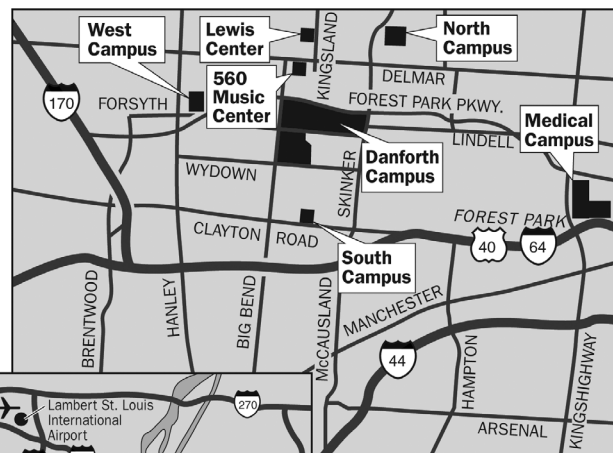 West
Campus
Lewis
Center
KINGSLAND
North
Campus
560
Music
Center
DELMAR
170
FORSYTH
FOREST PARK PKWY.
Medical
Campus
LINDELL
Danforth
Campus
WYDOWN
SKINKER
FOREST PARK
CLAYTON ROAD
40
64
South
Campus
BRENTWOOD
HANLEY
BIG BEND
McCAUSLAND
MANCHESTER
44
HAMPTON
KINGSHIGHWAY
ARSENAL
270
Lambert St. Louis
International
Airport